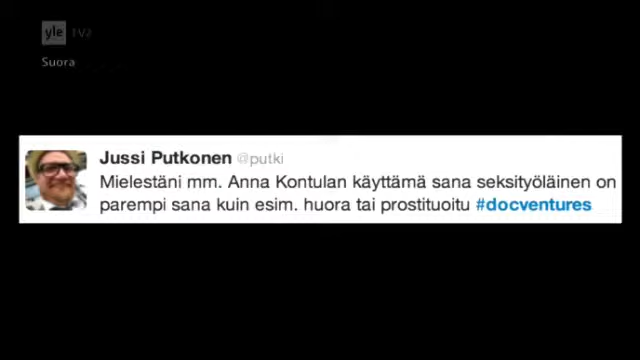 yle TV2
Suora
Jussi Putkonen @putki
Mielestäni mm. Anna Kontulan käyttämä sana seksityöläinen on
parempi sana kuin esim. huora tai prostituoitu #docventures